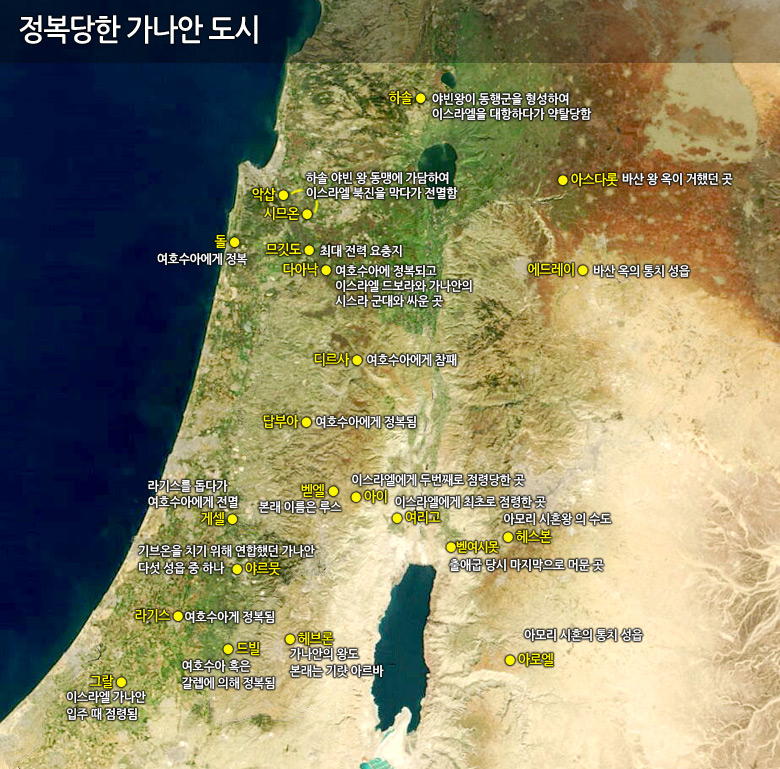 정복당한 가나안 도시
하솔
야빈왕이 동행군을 형성하여
이스라엘을 대항하다가 약탈당함
하솔 야빈 왕 동맹에 가담하여
이스라엘 북진을 막다가 전멸함
악삽
시므온
아스다롯 바산 왕 옥이 거했던 곳
돌
여호수아에게 정복
므깃도 최대 전력 요충지
다아낙 여호수아에 정복되고
이스라엘 드보라와 가나안의
시스라 군대와 싸운 곳
에드레이 바산 옥의 통치 성읍
디르사 여호수아에게 참패
답부아 여호수아에게 정복됨
라기스를 돕다가
여호수아에게 전멸
게셀
벧엘
본래 이름은 루스
이스라엘에게 두번째로 점령당한 곳
아이
이스라엘에게 최초로 점령한 곳
여리고
아모리 시혼왕 의 수도
헤스본
벧여시못
출애굽 당시 마지막으로 머문 곳
기브온을 치기 위해 연합했던 가나안
다섯 성읍 중 하나
야르뭇
라기스 여호수아게 정복됨
드빌
여호수아 혹은
갈렙에 의해 정복됨
헤브론
가나안의 왕도
본래는 기럇 아르바
아모리 시혼의 통치 성읍
아로엘
그랄
이스라엘 가나안
입주 때 점령됨